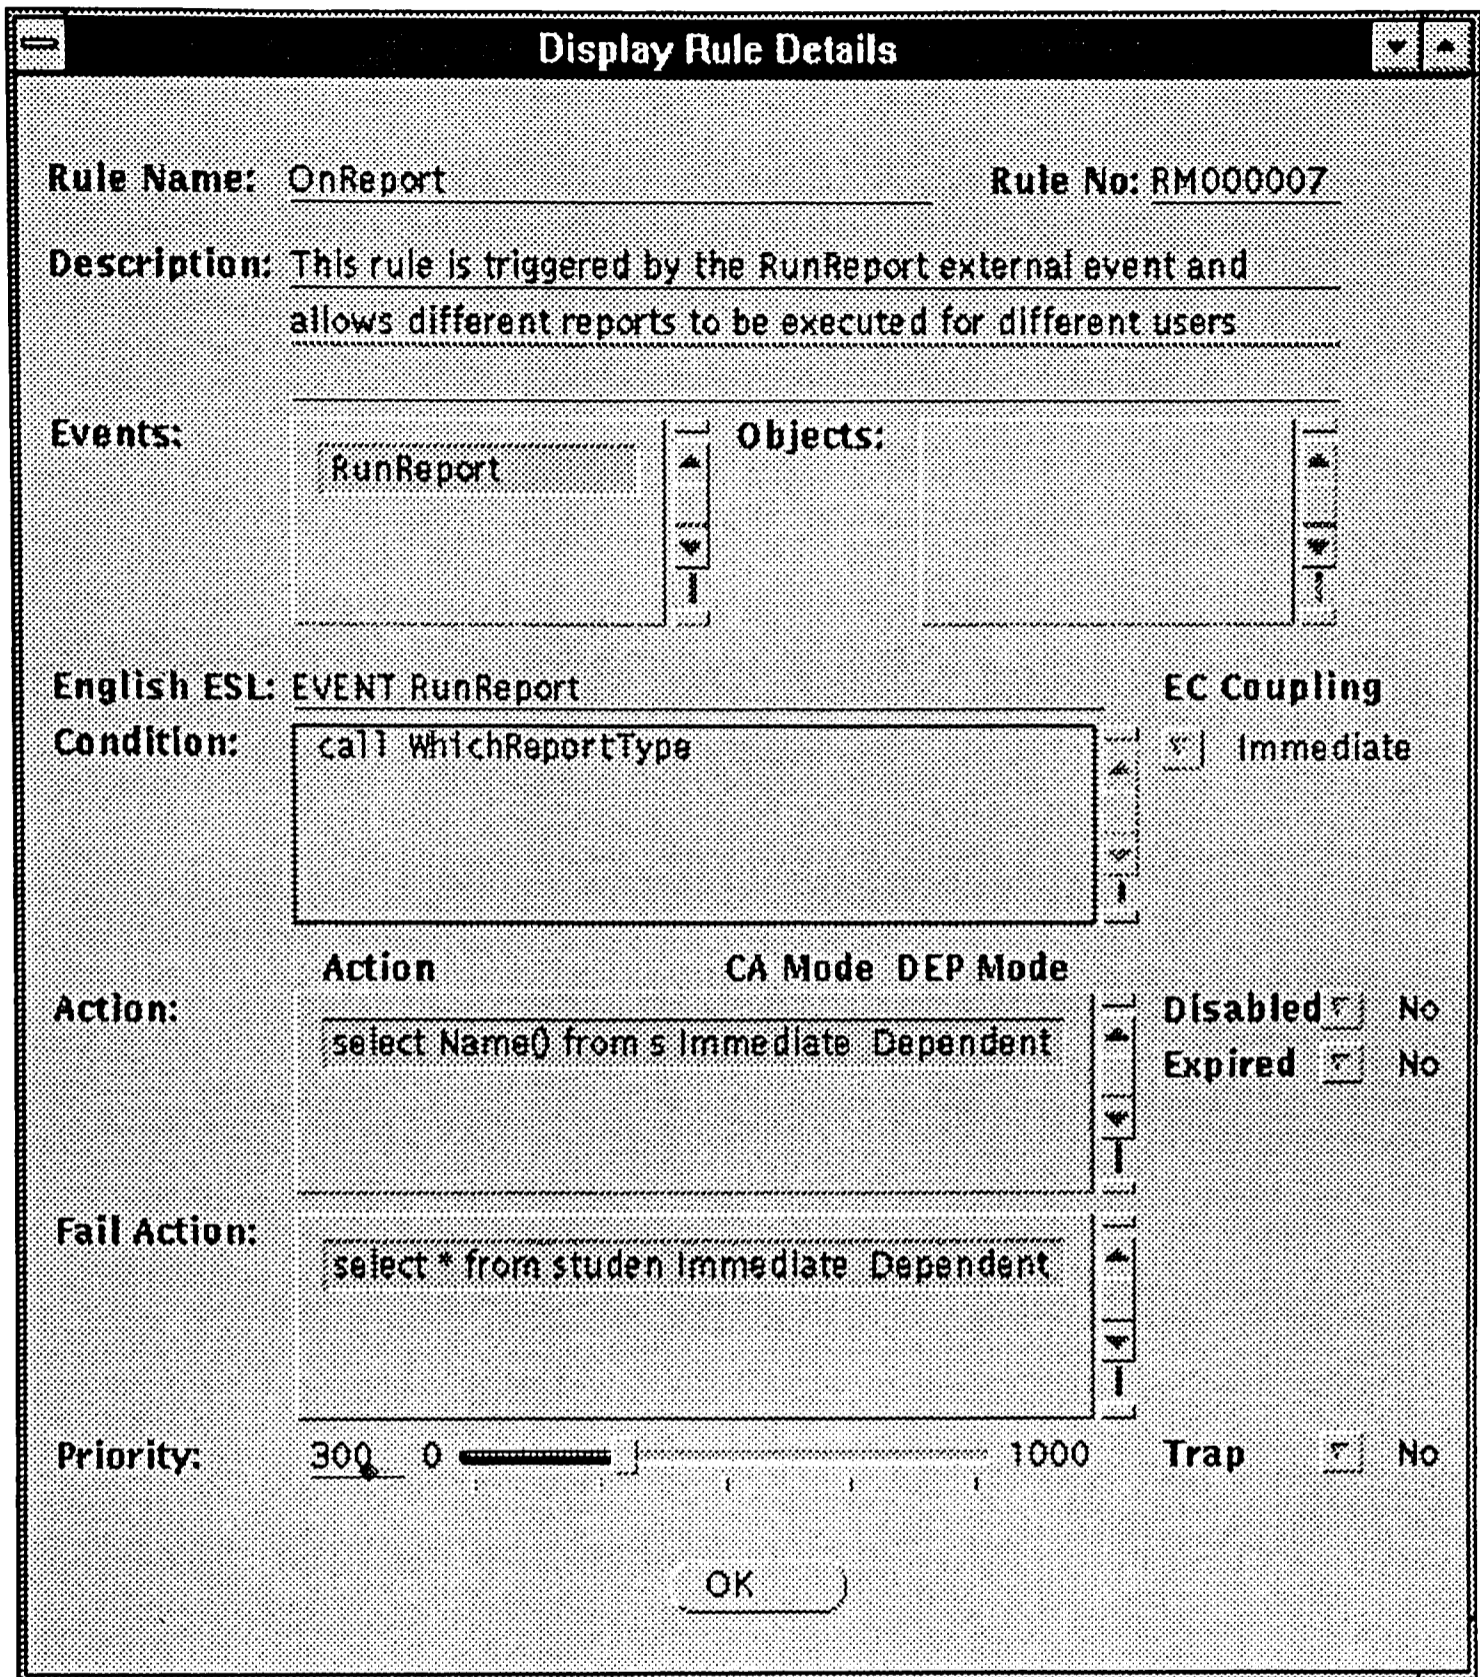 Display Rule Details
Rule Name: OnReport Rule No: RM000007
Description: This rule is triggered by the RunReport external event and
allows different reports to be executed for different users
Events: RunReport Objects:
English ESL: EVENT RunReport EC Coupling
Condition: call WhichReportType Immediate
Action CA Mode DEP Mode
Action: Disabled No
select Name() from s Immediate Dependent
Expired No
Fail Action:
select * from studen Immediate Dependent
Priority: 300 0 1000 Trap No
OK